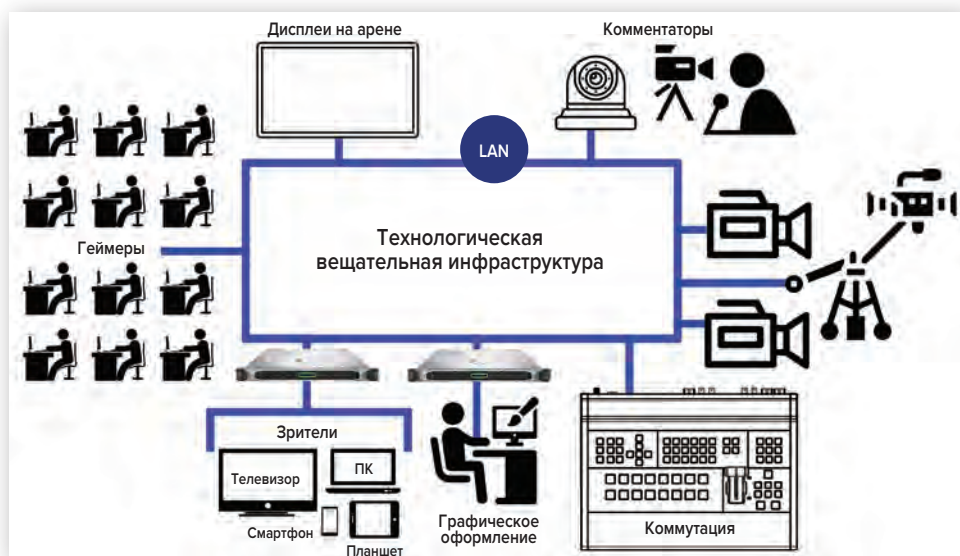 Дисплеи на арене
Комментаторы
LAN
Геймеры
Технологическая
вещательная инфраструктура
Зрители
Телевизор
ПК
Смартфон
Планшет
Графическое
оформление
Коммутация